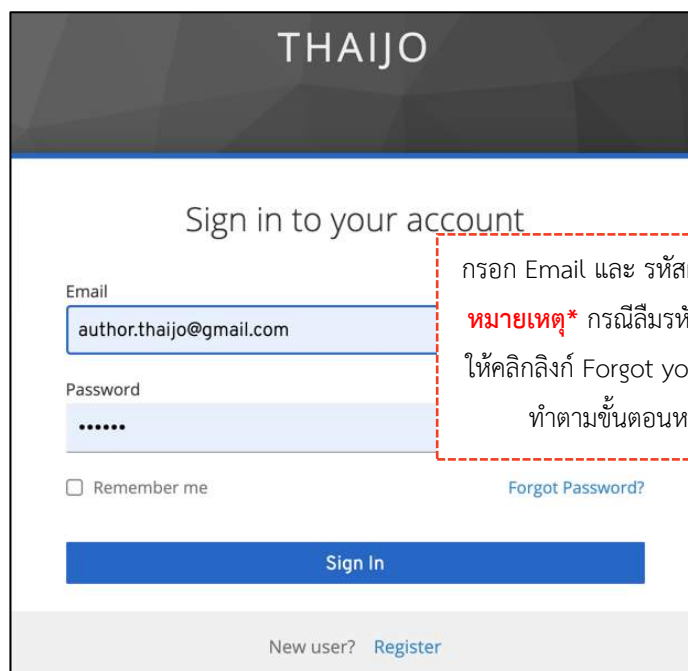 THAIJO
Sign in to your account
กรอก Email และ
หมายเหตุ* กรณีลืม
ให้คลิกลิงก์ Forgot
ทำตามขั้นตอน
Email
author.thaijo@gmail.com
Password
••••••
Remember me
Forgot Password?
Sign In
New user? Register